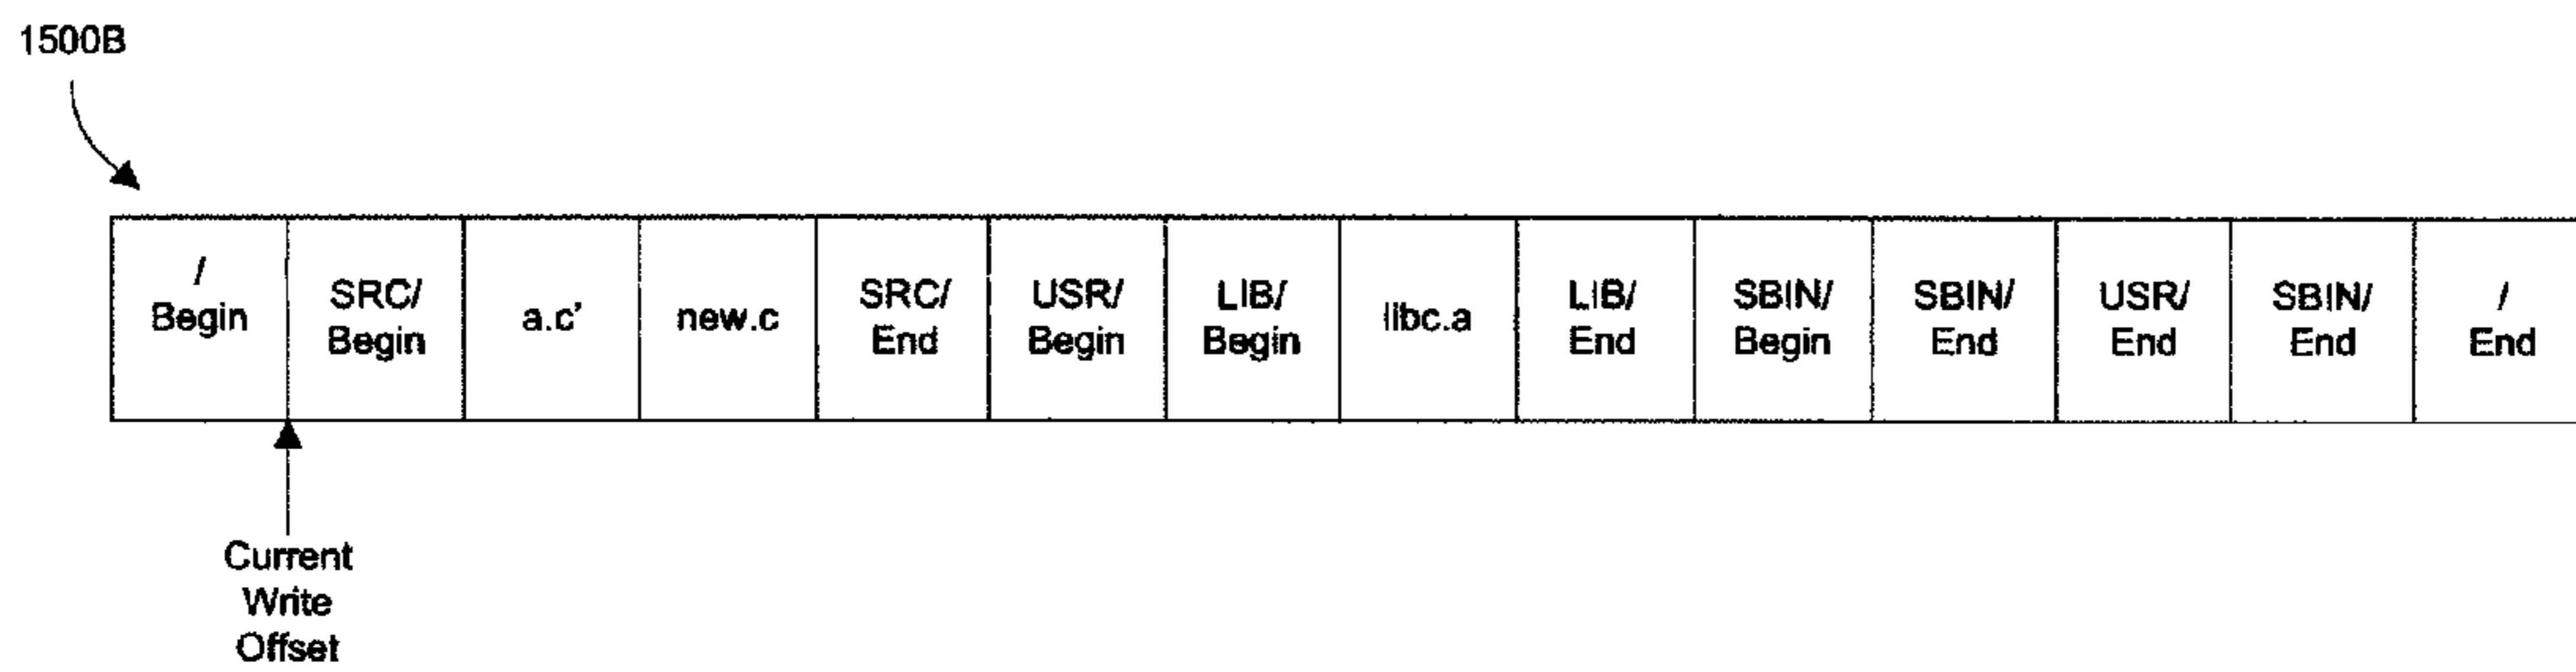 1500B
/
Begin
SRC/
Begin
a.c’
new.c
SRC/
End
USR/
Begin
LIB/
Begin
libc.a
LIB/
End
SBIN/
Begin
SBIN/
End
USR/
End
SBIN/
End
/
End
Current
Write
Offset